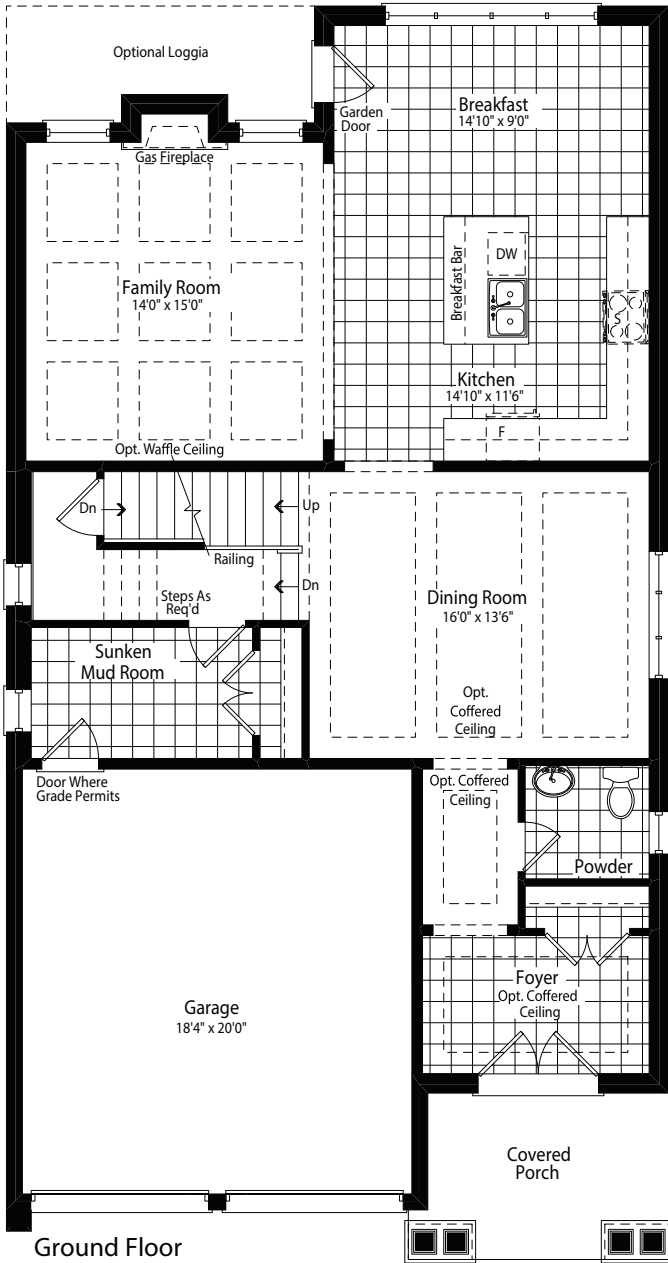 Optional Loggia
Breakfast
14'10" x 9'0"
Garden
Door
Gas Fireplace
DW
Breakfast Bar
Family Room
14'0" x 15'0"
S
Kitchen
14'10" x 11'6"
F
Opt. Waffle Ceiling
Dn
Up
Railing
Dn
Steps As
Req'd
Dining Room
16'0" x 13'6"
Sunken
Mud Room
Opt.
Coffered
Ceiling
Door Where
Grade Permits
Opt. Coffered
Ceiling
Powder
Foyer
Opt. Coffered
Ceiling
Garage
18'4" x 20'0"
Covered
Porch
Ground Floor